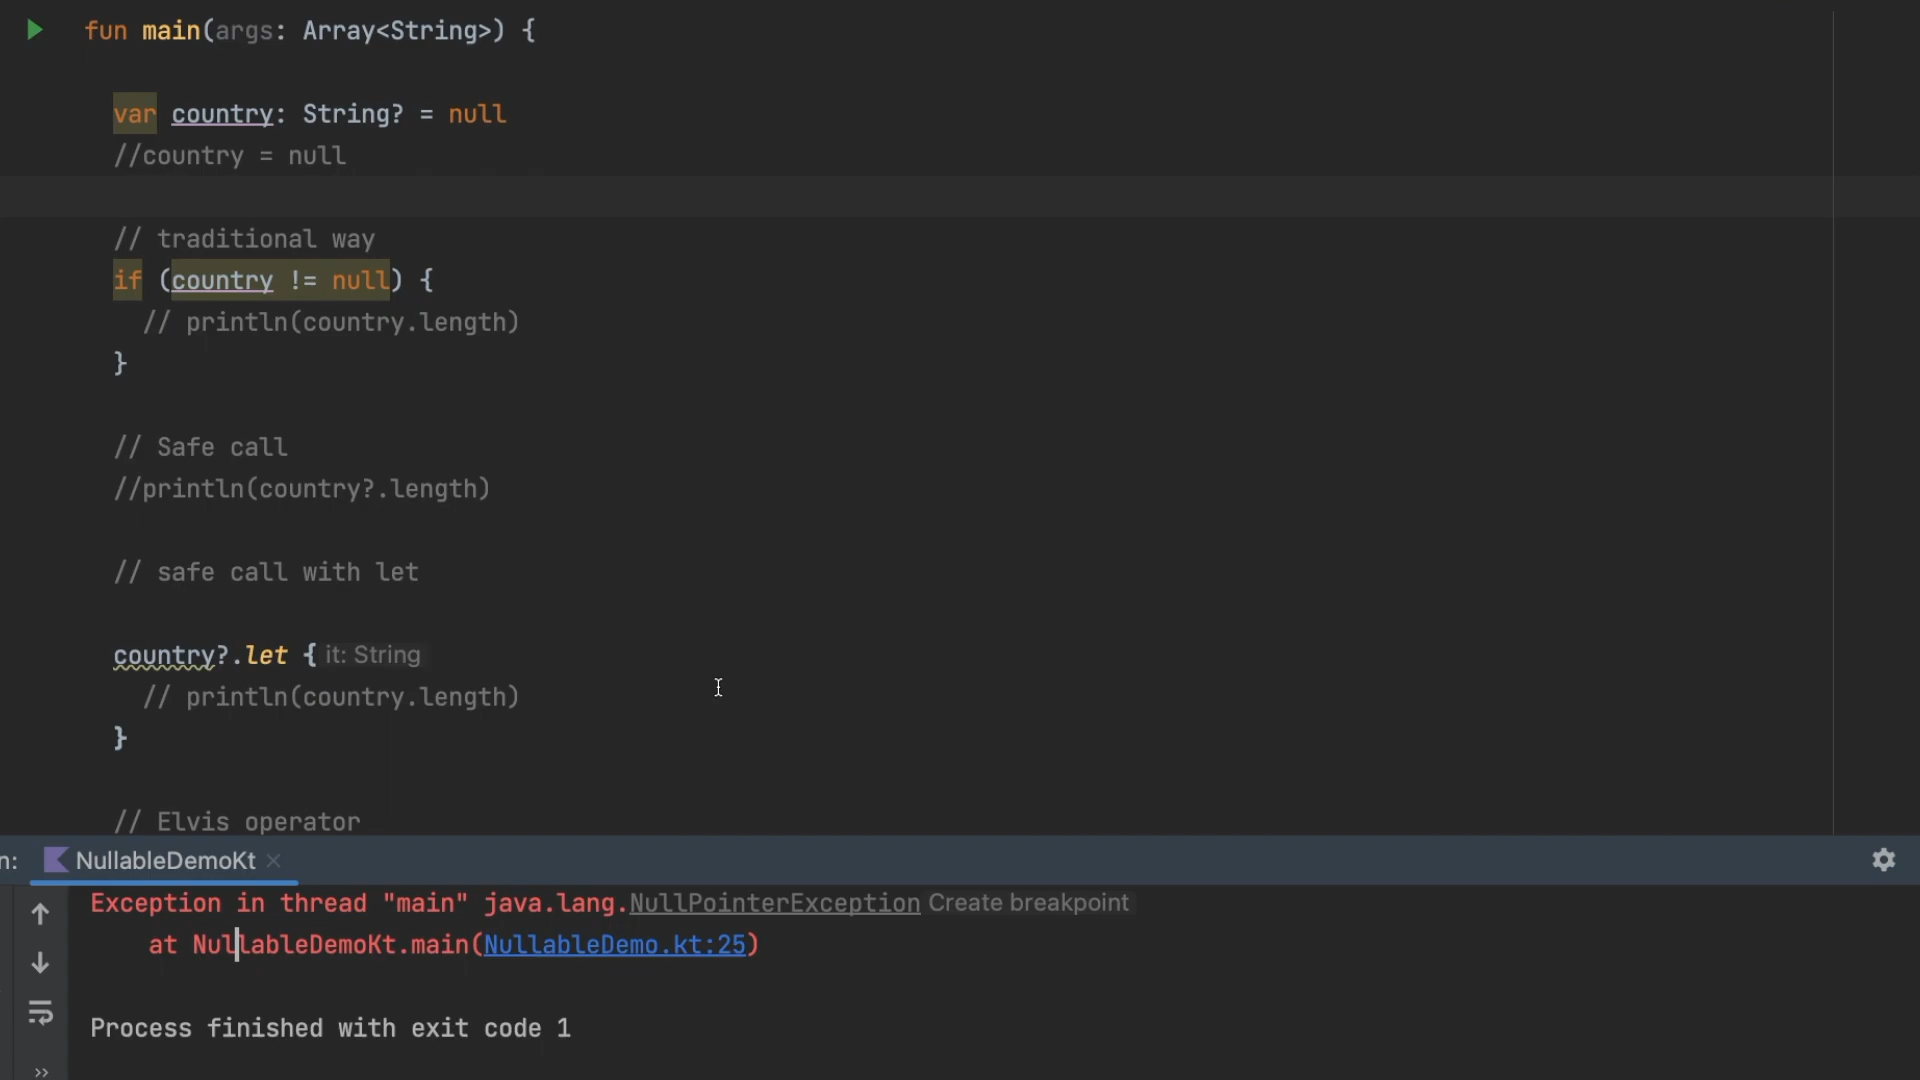 fun main(args: Array<String>) {
var country: String? = null
//country = null
// traditional way
if (country != null) {
// println(country.length)
}
// Safe call
//println(country?.length)
// safe call with let
country?.let { it: String
// println(country.length)
}
// Elvis operator
n: NullableDemoKt
Exception in thread "main" java.lang.NullPointerException Create breakpoint
at NullableDemoKt.main(NullableDemo.kt:25)
Process finished with exit code 1